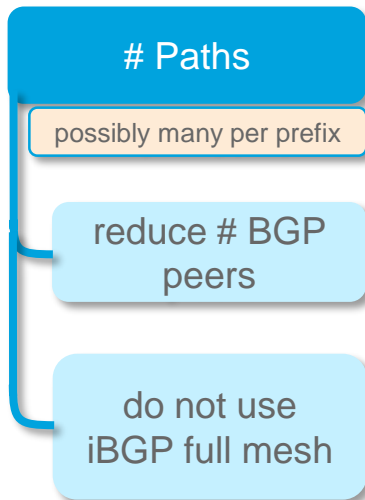 # Paths
possibly many per prefix
reduce # BGP
peers
do not use
iBGP full mesh